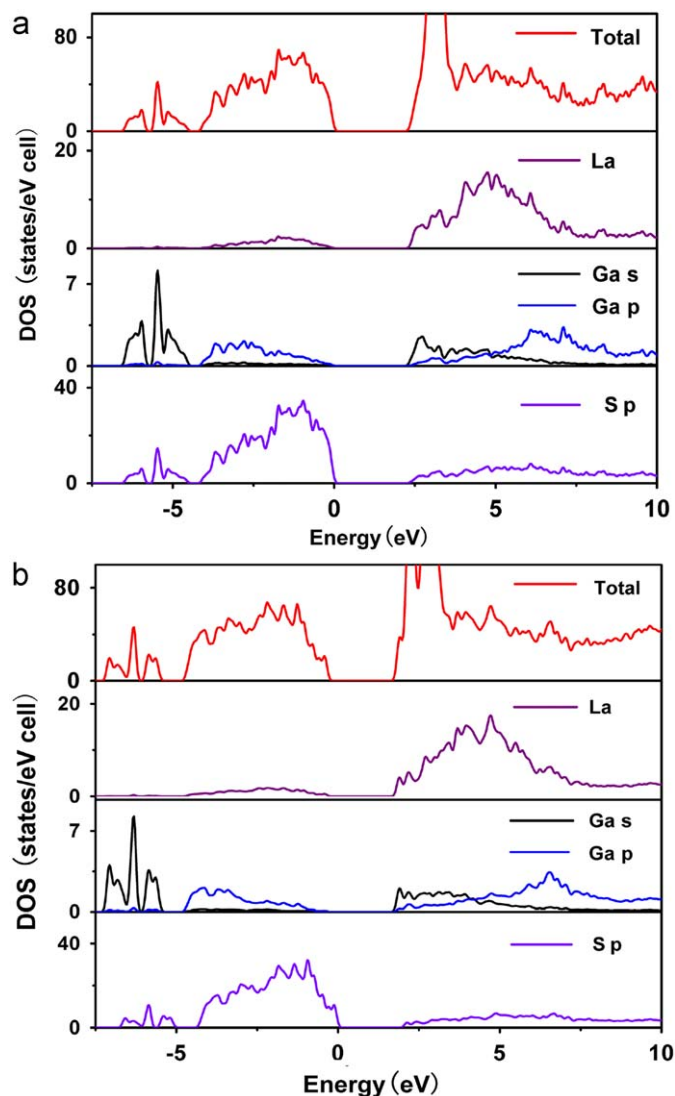 a
80
Total
0
20
La
0
DOS (states/eV cell)
7
Ga s
Ga p
0
40
S p
0
-5 0 5 10
Energy (eV)
b
80
Total
0
20
La
0
DOS (states/eV cell)
7
Ga s
Ga p
0
40
S p
0
-5 0 5 10
Energy (eV)